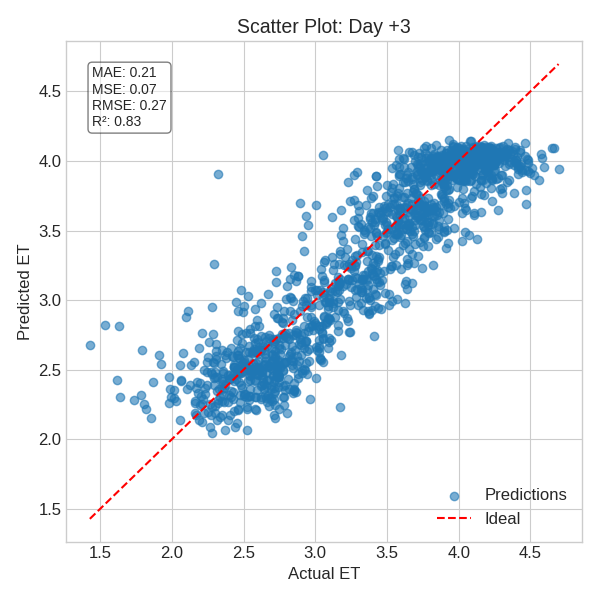 Scatter Plot: Day +3
MAE: 0.21
MSE: 0.07
RMSE: 0.27
R²: 0.83
4.5
4.0
3.5
3.0
2.5
2.0
1.5
Predicted ET
Predictions
Ideal
1.5 2.0 2.5 3.0 3.5 4.0 4.5
Actual ET